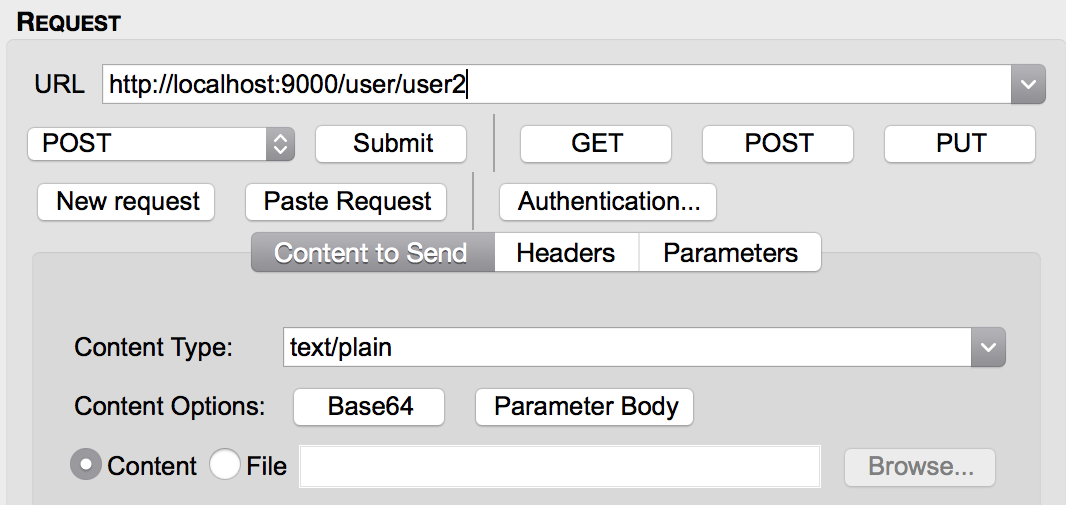 REQUEST
URL http://localhost:9000/user/user2
POST Submit GET POST PUT
New request Paste Request Authentication...
Content to Send Headers Parameters
Content Type: text/plain
Content Options: Base64 Parameter Body
Content File Browse...